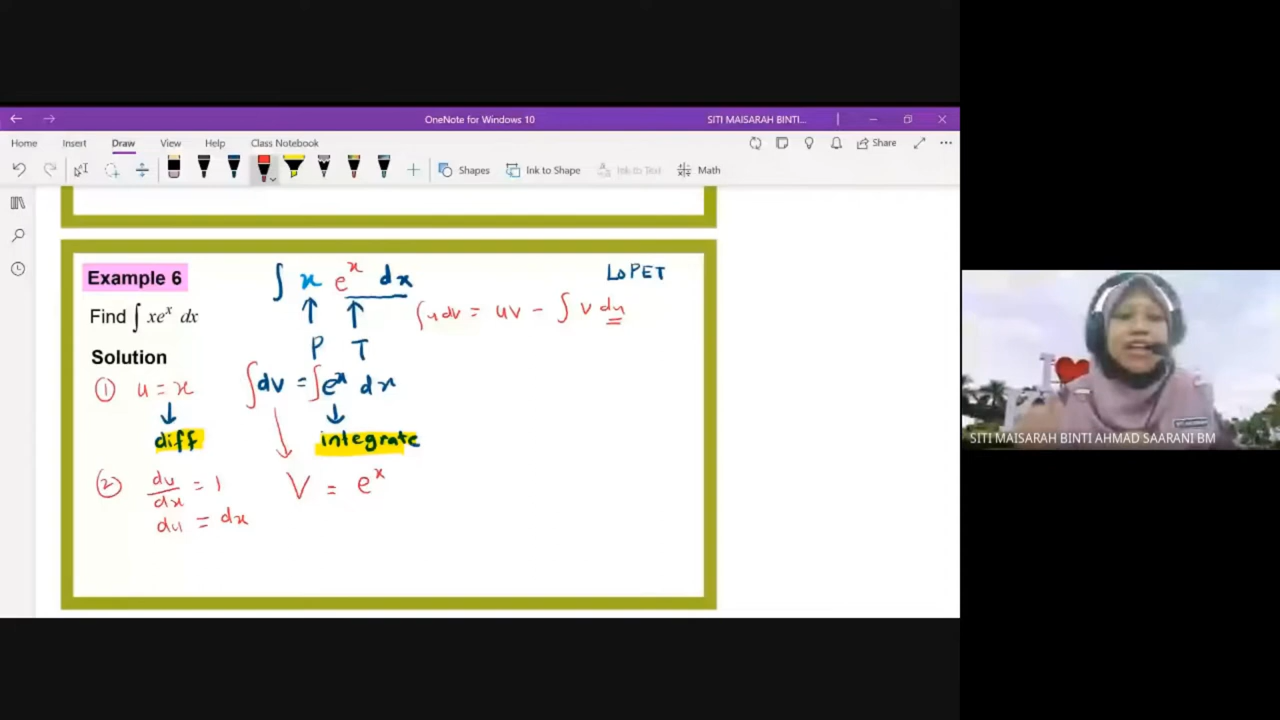 OneNote for Windows 10
SITI MAISARAH BINTI...
Home Insert Draw View Help Class Notebook
Share
Shapes Ink to Shape Ink to Text Math
Example 6
∫ x eˣ dx
LoPET
Find ∫ xeˣ dx
∫ u dv = uv - ∫ v du
P T
Solution
① u = x
∫ dv = ∫ eˣ dx
diff
integrate
② du/dx = 1
V = eˣ
du = dx
SITI MAISARAH BINTI AHMAD SAARANI BM